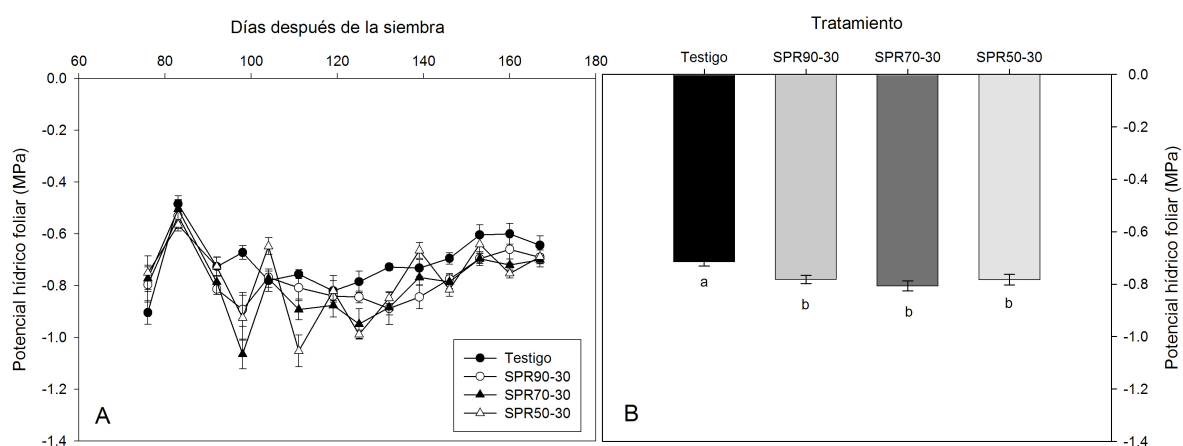 Días después de la siembra
60 80 100 120 140 160 180
Potencial hídrico foliar (MPa)
0.0
-0.2
-0.4
-0.6
-0.8
-1.0
-1.2
-1.4
Testigo
SPR90-30
SPR70-30
SPR50-30
A
Tratamiento
Testigo SPR90-30 SPR70-30 SPR50-30
a
b
b
b
B
0.0
-0.2
-0.4
-0.6
-0.8
-1.0
-1.2
-1.4
Potencial hídrico foliar (MPa)